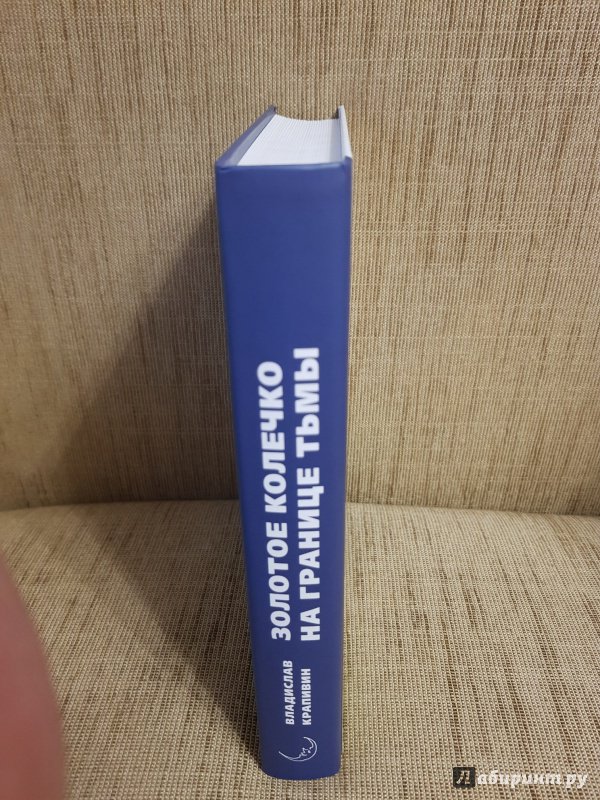 ЗОЛОТОЕ КОЛЕЧКО
НА ГРАНИЦЕ ТЬМЫ
ВЛАДИСЛАВ
КРАПИВИН
Лабиринт.ру